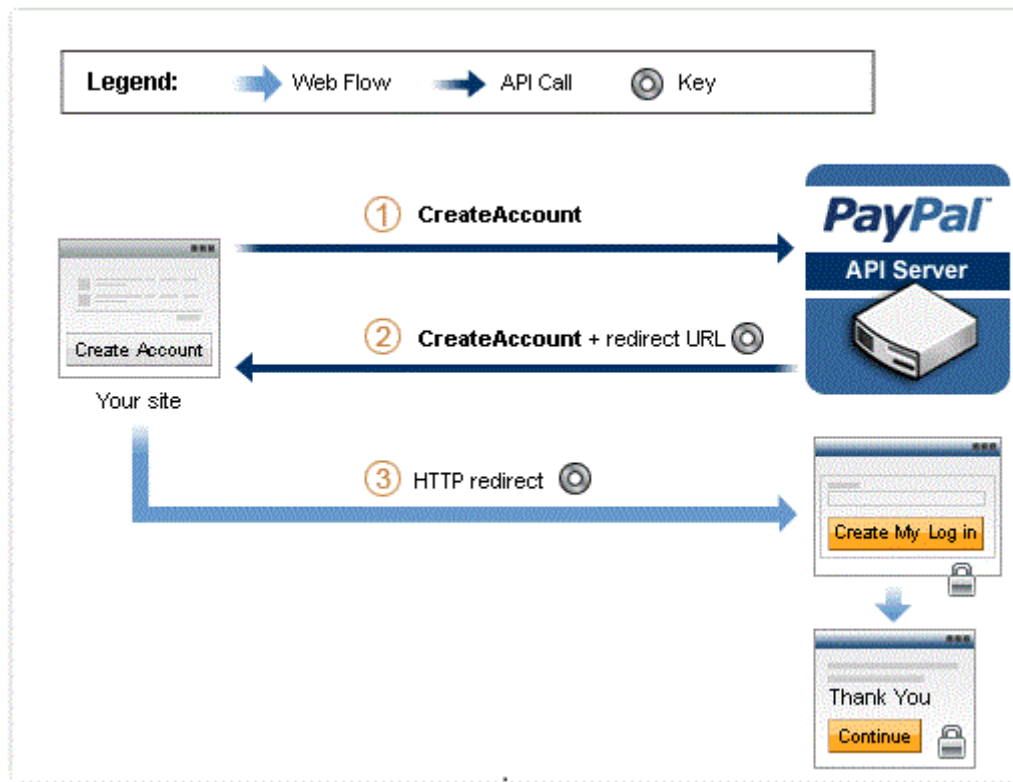 Legend: Web Flow API Call Key
1 CreateAccount
PayPal™
API Server
Create Account
2 CreateAccount + redirect URL
Your site
3 HTTP redirect
Create My Log in
Thank You
Continue